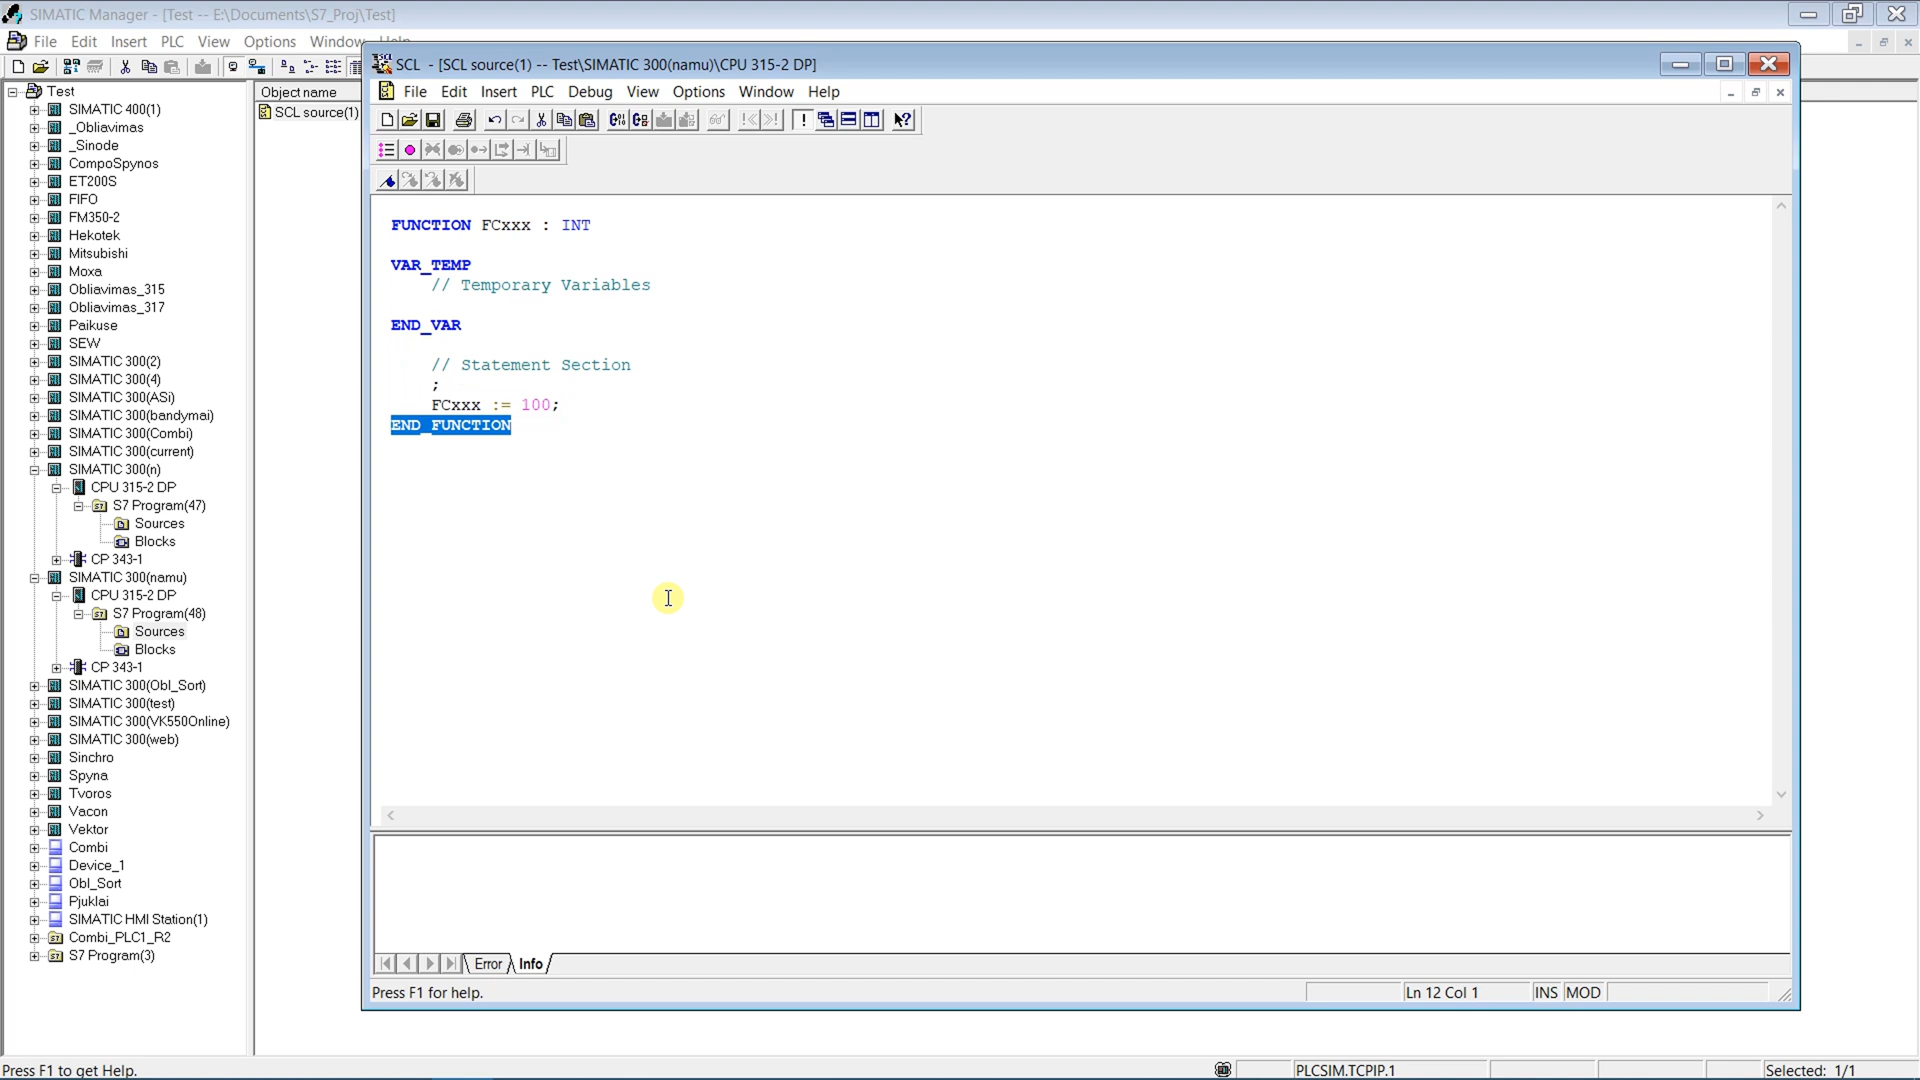 SIMATIC Manager - [Test -- E:\Documents\S7_Proj\Test]
File Edit Insert PLC View Options Window Help
SCL - [SCL source(1) -- Test\SIMATIC 300(namu)\CPU 315-2 DP]
File Edit Insert PLC Debug View Options Window Help
Test
SIMATIC 400(1)
_Obliavimas
_Sinode
CompoSpynos
ET200S
FIFO
FM350-2
Hekotek
Mitsubishi
Moxa
Obliavimas_315
Obliavimas_317
Paikuse
SEW
SIMATIC 300(2)
SIMATIC 300(4)
SIMATIC 300(ASi)
SIMATIC 300(bandymai)
SIMATIC 300(Combi)
SIMATIC 300(current)
SIMATIC 300(n)
CPU 315-2 DP
S7 Program(47)
Sources
Blocks
CP 343-1
SIMATIC 300(namu)
CPU 315-2 DP
S7 Program(48)
Sources
Blocks
CP 343-1
SIMATIC 300(Obl_Sort)
SIMATIC 300(test)
SIMATIC 300(VK550Online)
SIMATIC 300(web)
Sinchro
Spyna
Tvoros
Vacon
Vektor
Combi
Device_1
Obl_Sort
Pjuklai
SIMATIC HMI Station(1)
Combi_PLC1_R2
S7 Program(3)
Object name
SCL source(1)
FUNCTION FCxxx : INT
VAR_TEMP
// Temporary Variables
END_VAR
// Statement Section
;
FCxxx := 100;
END_FUNCTION
Error Info
Press F1 for help.
Ln 12 Col 1 INS MOD
Press F1 to get Help.
PLCSIM.TCPIP.1
Selected: 1/1